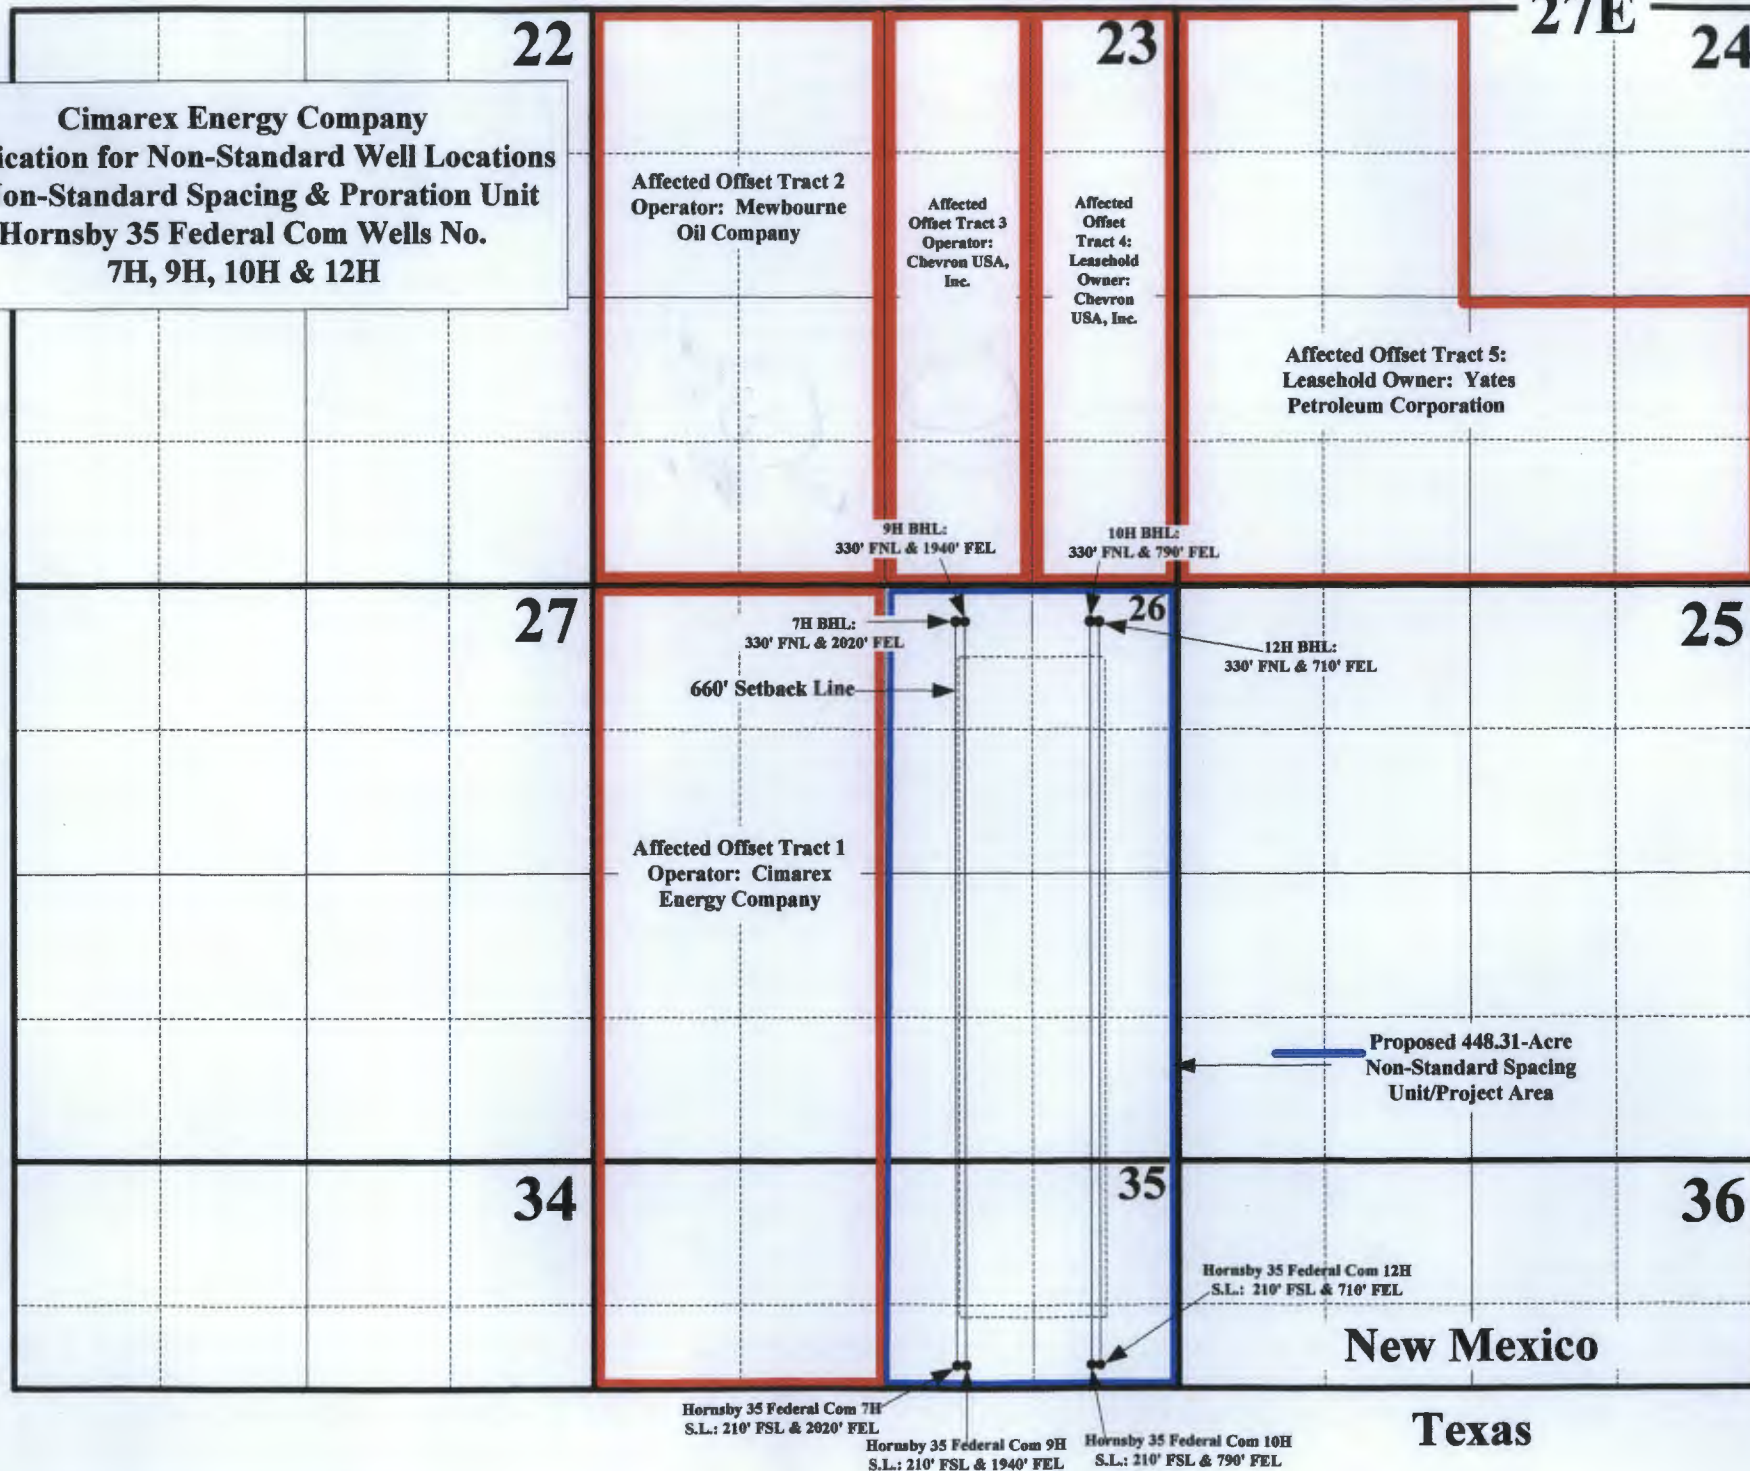 27E
22
23
24
Cimarex Energy Company
ication for Non-Standard Well Locations
on-Standard Spacing & Proration Unit
Hornsby 35 Federal Com Wells No.
7H, 9H, 10H & 12H
Affected Offset Tract 2
Operator: Mewbourne
Oil Company
Affected
Offset Tract 3
Operator:
Chevron USA,
Inc.
Affected
Offset
Tract 4:
Leasehold
Owner:
Chevron
USA, Inc.
Affected Offset Tract 5:
Leasehold Owner: Yates
Petroleum Corporation
9H BHL:
330' FNL & 1940' FEL
10H BHL:
330' FNL & 790' FEL
27
26
25
7H BHL:
330' FNL & 2020' FEL
12H BHL:
330' FNL & 710' FEL
660' Setback Line
Affected Offset Tract 1
Operator: Cimarex
Energy Company
Proposed 448.31-Acre
Non-Standard Spacing
Unit/Project Area
34
35
36
Hornsby 35 Federal Com 12H
S.L.: 210' FSL & 710' FEL
New Mexico
Texas
Hornsby 35 Federal Com 7H
S.L.: 210' FSL & 2020' FEL
Hornsby 35 Federal Com 9H
S.L.: 210' FSL & 1940' FEL
Hornsby 35 Federal Com 10H
S.L.: 210' FSL & 790' FEL